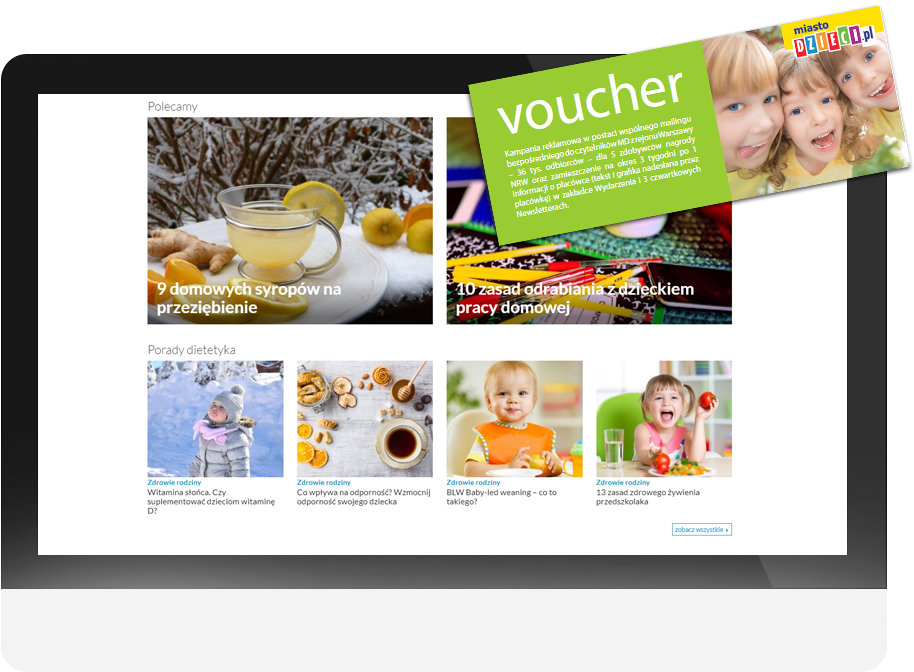 miasto
DZIECI.pl
voucher
Kampania reklamowa w postaci wspólnego mailingu
bezpośredniego do czytelników MD z rejonu Warszawy
– 36 tys. odbiorców – dla 5 zdobywców nagrody
NRW oraz zamieszczenie na okres 3 tygodni po 1
Informacji o placówce (tekst i grafika nadesłana przez
placówkę) w zakładce Wydarzenia i 3 czwartkowych
Newsletterach.
Polecamy
9 domowych syropów na
przeziębienie
10 zasad odrabiania z dzieckiem
pracy domowej
Porady dietetyka
Zdrowie rodziny
Witamina słońca. Czy
suplementować dzieciom witaminę
D?
Zdrowie rodziny
Co wpływa na odporność? Wzmocnij
odporność swojego dziecka
Zdrowie rodziny
BLW Baby-led weaning – co to
takiego?
Zdrowie rodziny
13 zasad zdrowego żywienia
przedszkolaka
zobacz wszystkie ▸